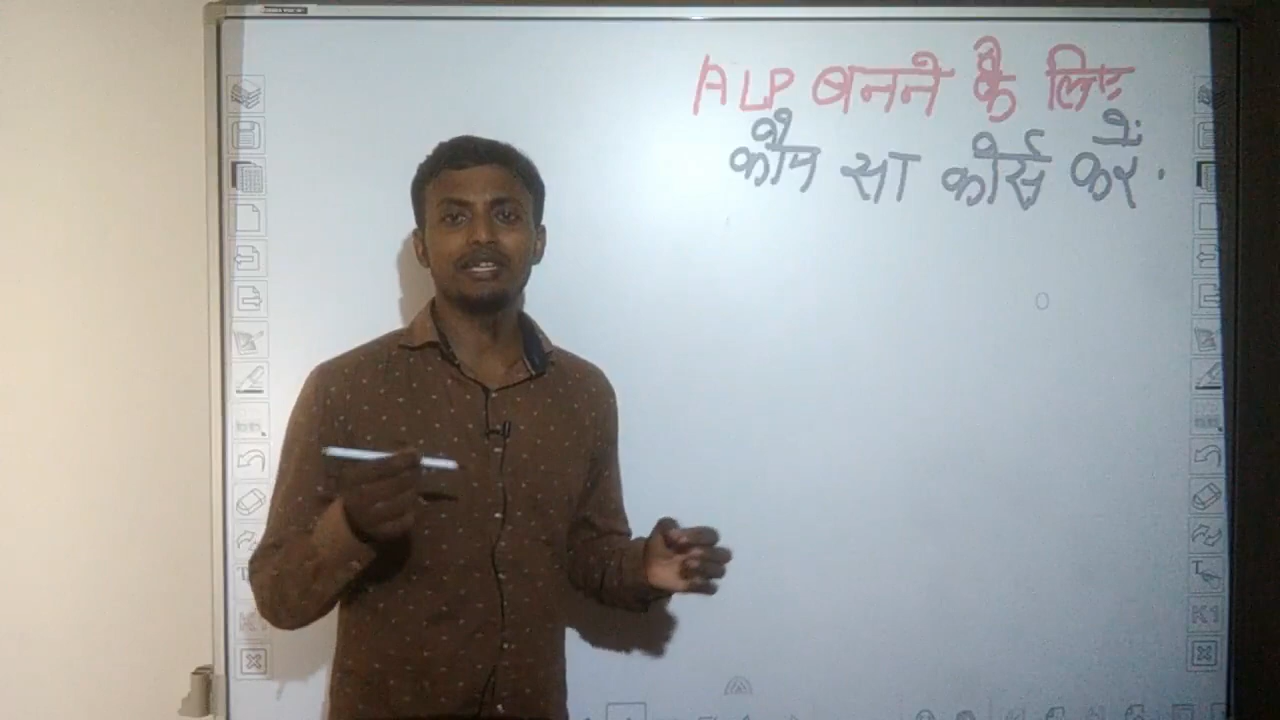 ALP बनने के लिए
कौन सा कोर्स करें.